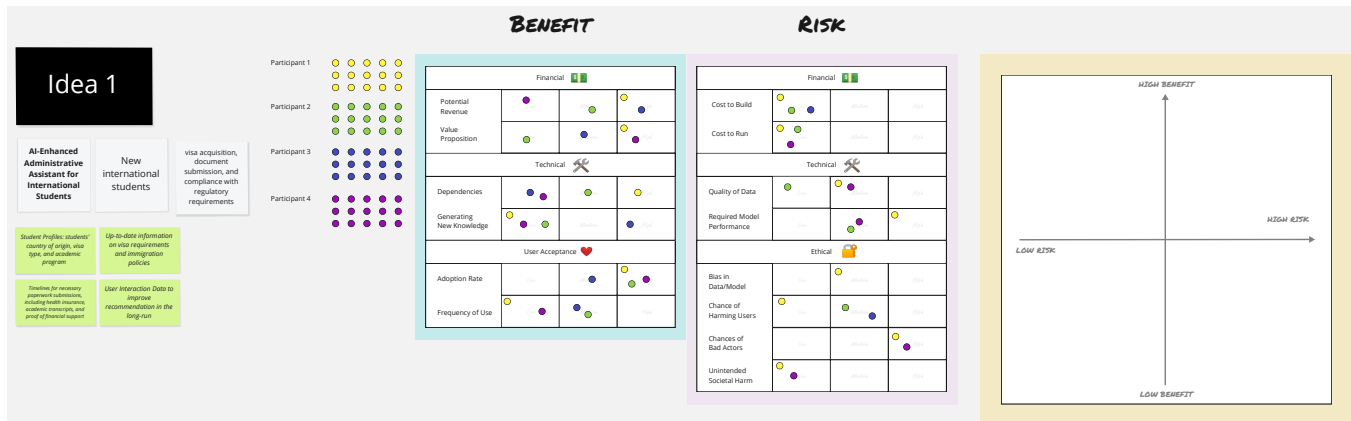 BENEFIT
RISK
Idea 1
AI-Enhanced
Administrative
Assistant for
International
Students
New
international
students
visa acquisition,
document
submission, and
compliance with
regulatory
requirements
Student Profiles: students'
country of origin, visa
type, and academic
program
Up-to-date information
on visa requirements
and immigration
policies
Timelines for necessary
paperwork submissions,
including health insurance,
academic transcripts, and
proof of financial support
User Interaction Data to
improve
recommendation in the
long-run
Participant 1
Participant 2
Participant 3
Participant 4
Financial
Potential
Revenue
Value
Proposition
Technical
Dependencies
Generating
New Knowledge
User Acceptance
Adoption Rate
Frequency of Use
Financial
Cost to Build
Cost to Run
Technical
Quality of Data
Required Model
Performance
Ethical
Bias in
Data/Model
Chance of
Harming Users
Chances of
Bad Actors
Unintended
Societal Harm
HIGH BENEFIT
HIGH RISK
LOW RISK
LOW BENEFIT